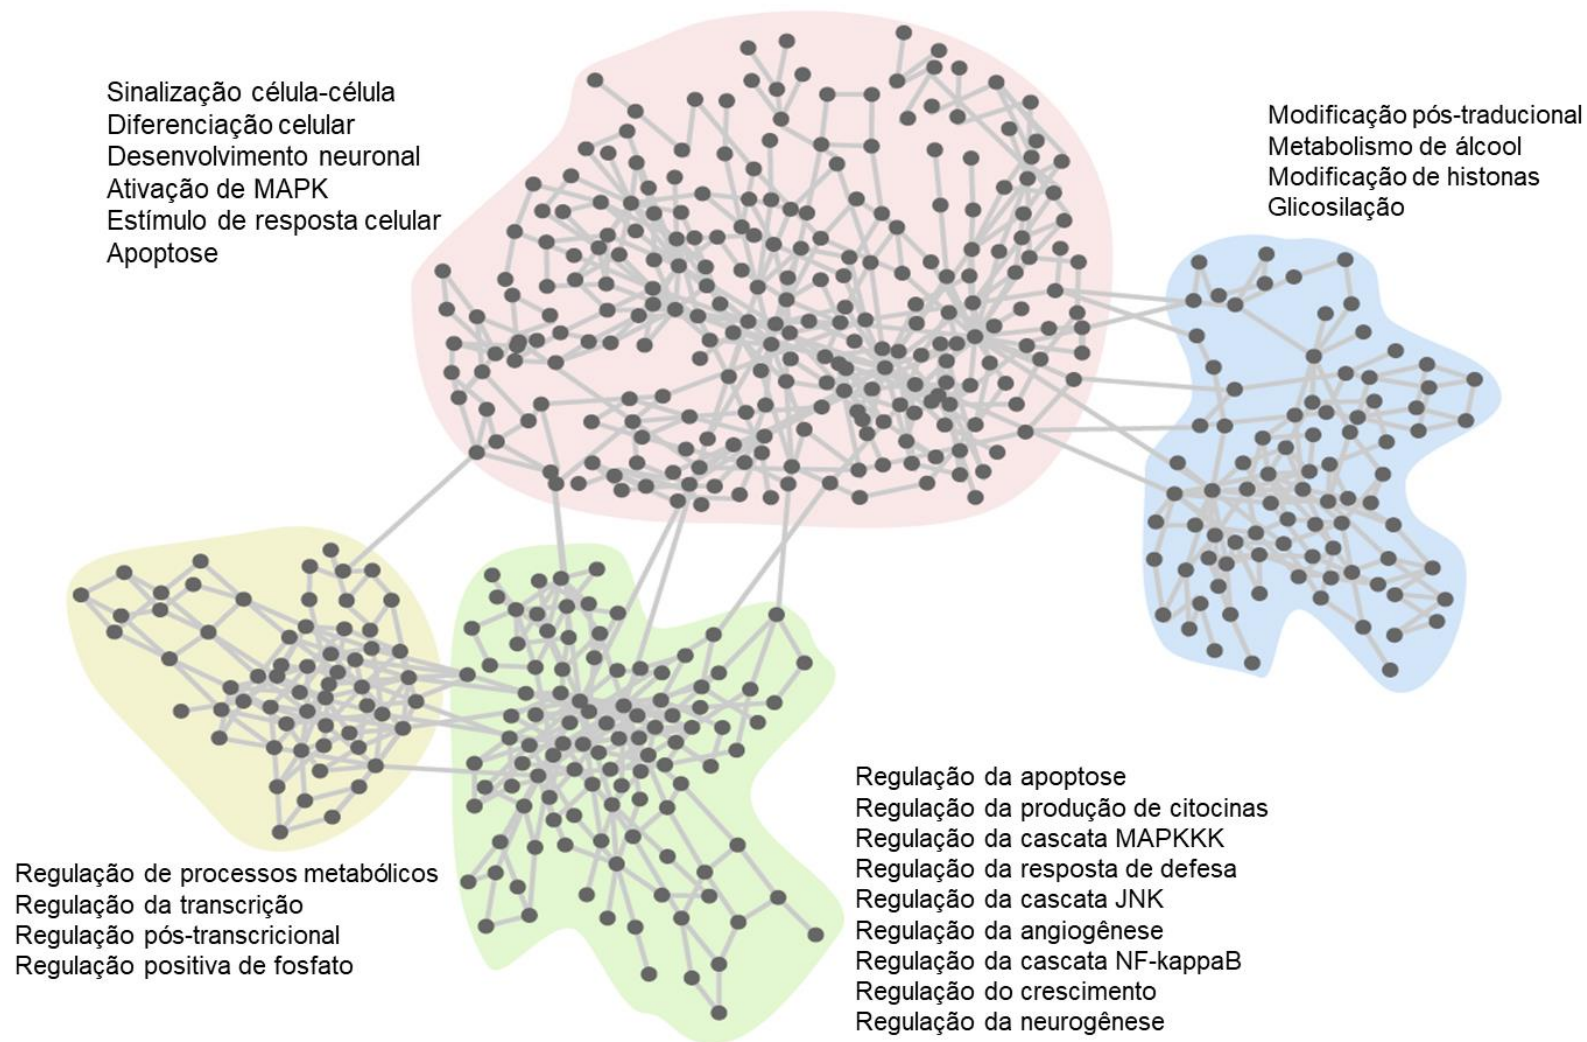 Sinalização célula-célula
Diferenciação celular
Desenvolvimento neuronal
Ativação de MAPK
Estímulo de resposta celular
Apoptose
Modificação pós-traducional
Metabolismo de álcool
Modificação de histonas
Glicosilação
Regulação de processos metabólicos
Regulação da transcrição
Regulação pós-transcricional
Regulação positiva de fosfato
Regulação da apoptose
Regulação da produção de citocinas
Regulação da cascata MAPKKK
Regulação da resposta de defesa
Regulação da cascata JNK
Regulação da angiogênese
Regulação da cascata NF-kappaB
Regulação do crescimento
Regulação da neurogênese